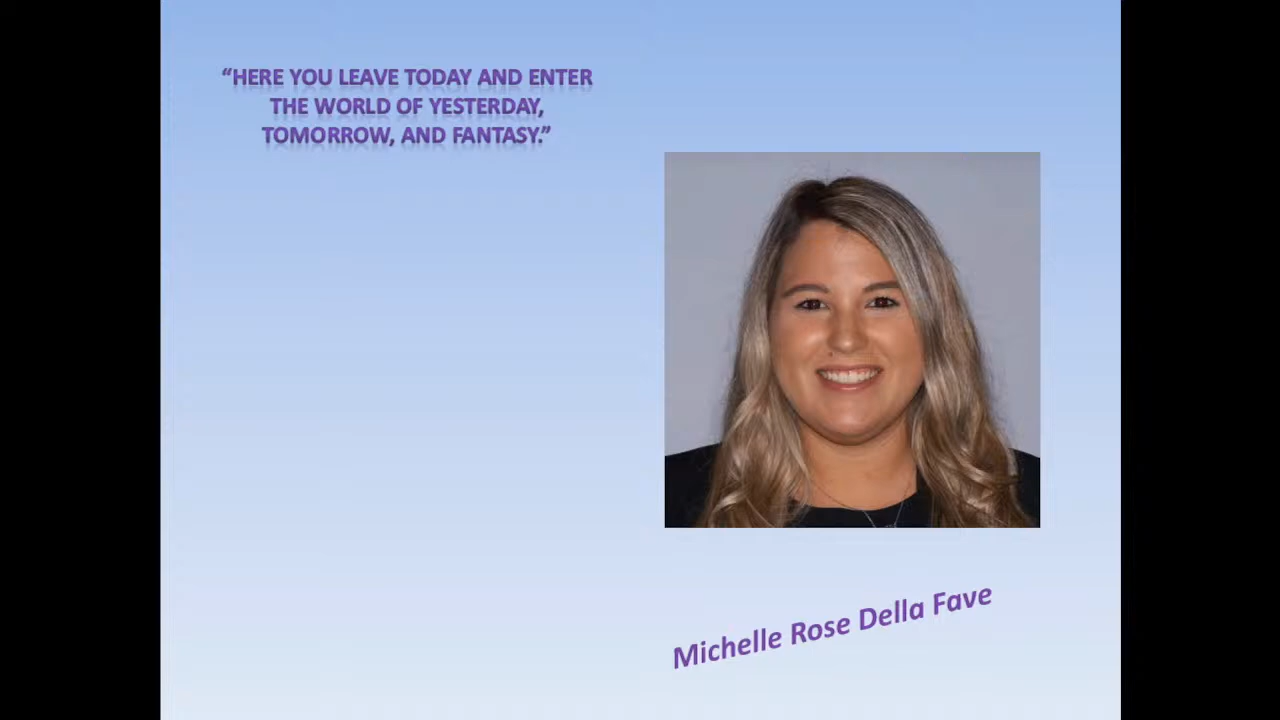 “HERE YOU LEAVE TODAY AND ENTER
THE WORLD OF YESTERDAY,
TOMORROW, AND FANTASY.”
Michelle Rose Della Fave